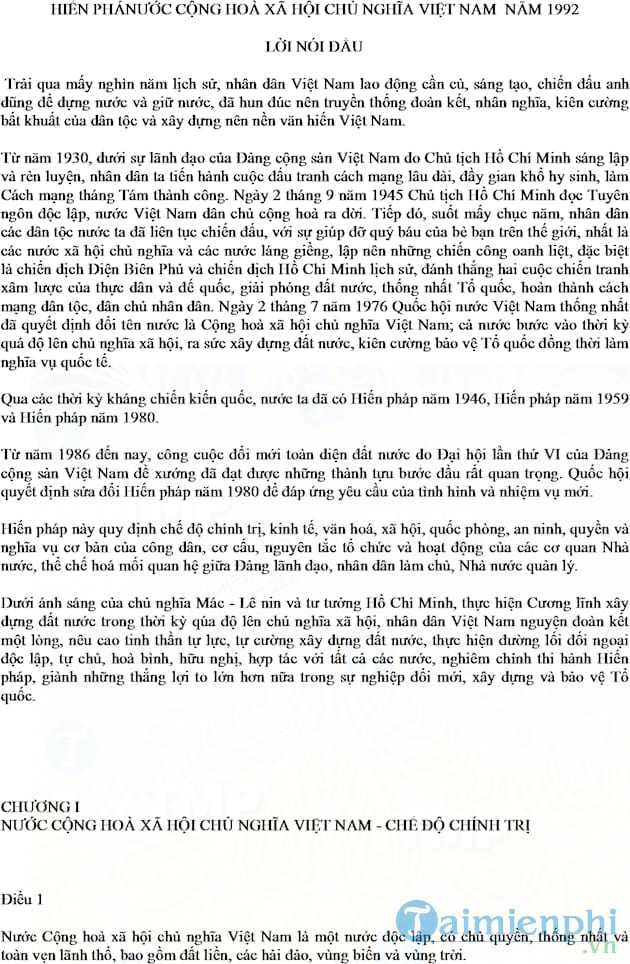 HIẾN PHÁNƯỚC CỘNG HOÀ XÃ HỘI CHỦ NGHĨA VIỆT NAM NĂM 1992
LỜI NÓI ĐẦU
Trải qua mấy nghìn năm lịch sử, nhân dân Việt Nam lao động cần cù, sáng tạo, chiến đấu anh
dũng để dựng nước và giữ nước, đã hun đúc nên truyền thống đoàn kết, nhân nghĩa, kiên cường
bất khuất của dân tộc và xây dựng nên nền văn hiến Việt Nam.
Từ năm 1930, dưới sự lãnh đạo của Đảng cộng sản Việt Nam do Chủ tịch Hồ Chí Minh sáng lập
và rèn luyện, nhân dân ta tiến hành cuộc đấu tranh cách mạng lâu dài, đầy gian khổ hy sinh, làm
Cách mạng tháng Tám thành công. Ngày 2 tháng 9 năm 1945 Chủ tịch Hồ Chí Minh đọc Tuyên
ngôn độc lập, nước Việt Nam dân chủ cộng hoà ra đời. Tiếp đó, suốt mấy chục năm, nhân dân
các dân tộc nước ta đã liên tục chiến đấu, với sự giúp đỡ quý báu của bè bạn trên thế giới, nhất là
các nước xã hội chủ nghĩa và các nước láng giềng, lập nên những chiến công oanh liệt, đặc biệt
là chiến dịch Điện Biên Phủ và chiến dịch Hồ Chí Minh lịch sử, đánh thắng hai cuộc chiến tranh
xâm lược của thực dân và đế quốc, giải phóng đất nước, thống nhất Tổ quốc, hoàn thành cách
mạng dân tộc, dân chủ nhân dân. Ngày 2 tháng 7 năm 1976 Quốc hội nước Việt Nam thống nhất
đã quyết định đổi tên nước là Cộng hoà xã hội chủ nghĩa Việt Nam; cả nước bước vào thời kỳ
quá độ lên chủ nghĩa xã hội, ra sức xây dựng đất nước, kiên cường bảo vệ Tổ quốc đồng thời làm
nghĩa vụ quốc tế.
Qua các thời kỳ kháng chiến kiến quốc, nước ta đã có Hiến pháp năm 1946, Hiến pháp năm 1959
và Hiến pháp năm 1980.
Từ năm 1986 đến nay, công cuộc đổi mới toàn diện đất nước do Đại hội lần thứ VI của Đảng
cộng sản Việt Nam đề xướng đã đạt được những thành tựu bước đầu rất quan trọng. Quốc hội
quyết định sửa đổi Hiến pháp năm 1980 để đáp ứng yêu cầu của tình hình và nhiệm vụ mới.
Hiến pháp này quy định chế độ chính trị, kinh tế, văn hoá, xã hội, quốc phòng, an ninh, quyền và
nghĩa vụ cơ bản của công dân, cơ cấu, nguyên tắc tổ chức và hoạt động của các cơ quan Nhà
nước, thể chế hoá mối quan hệ giữa Đảng lãnh đạo, nhân dân làm chủ, Nhà nước quản lý.
Dưới ánh sáng của chủ nghĩa Mác - Lê nin và tư tưởng Hồ Chí Minh, thực hiện Cương lĩnh xây
dựng đất nước trong thời kỳ qúa độ lên chủ nghĩa xã hội, nhân dân Việt Nam nguyện đoàn kết
một lòng, nêu cao tinh thần tự lực, tự cường xây dựng đất nước, thực hiện đường lối đối ngoại
độc lập, tự chủ, hoà bình, hữu nghị, hợp tác với tất cả các nước, nghiêm chỉnh thi hành Hiến
pháp, giành những thắng lợi to lớn hơn nữa trong sự nghiệp đổi mới, xây dựng và bảo vệ Tổ
quốc.
CHƯƠNG I
NƯỚC CỘNG HOÀ XÃ HỘI CHỦ NGHĨA VIỆT NAM - CHẾ ĐỘ CHÍNH TRỊ
Điều 1
Nước Cộng hoà xã hội chủ nghĩa Việt Nam là một nước độc lập, có chủ quyền, thống nhất và
toàn vẹn lãnh thổ, bao gồm đất liền, các hải đảo, vùng biển và vùng trời.
Taimienphi
.vn